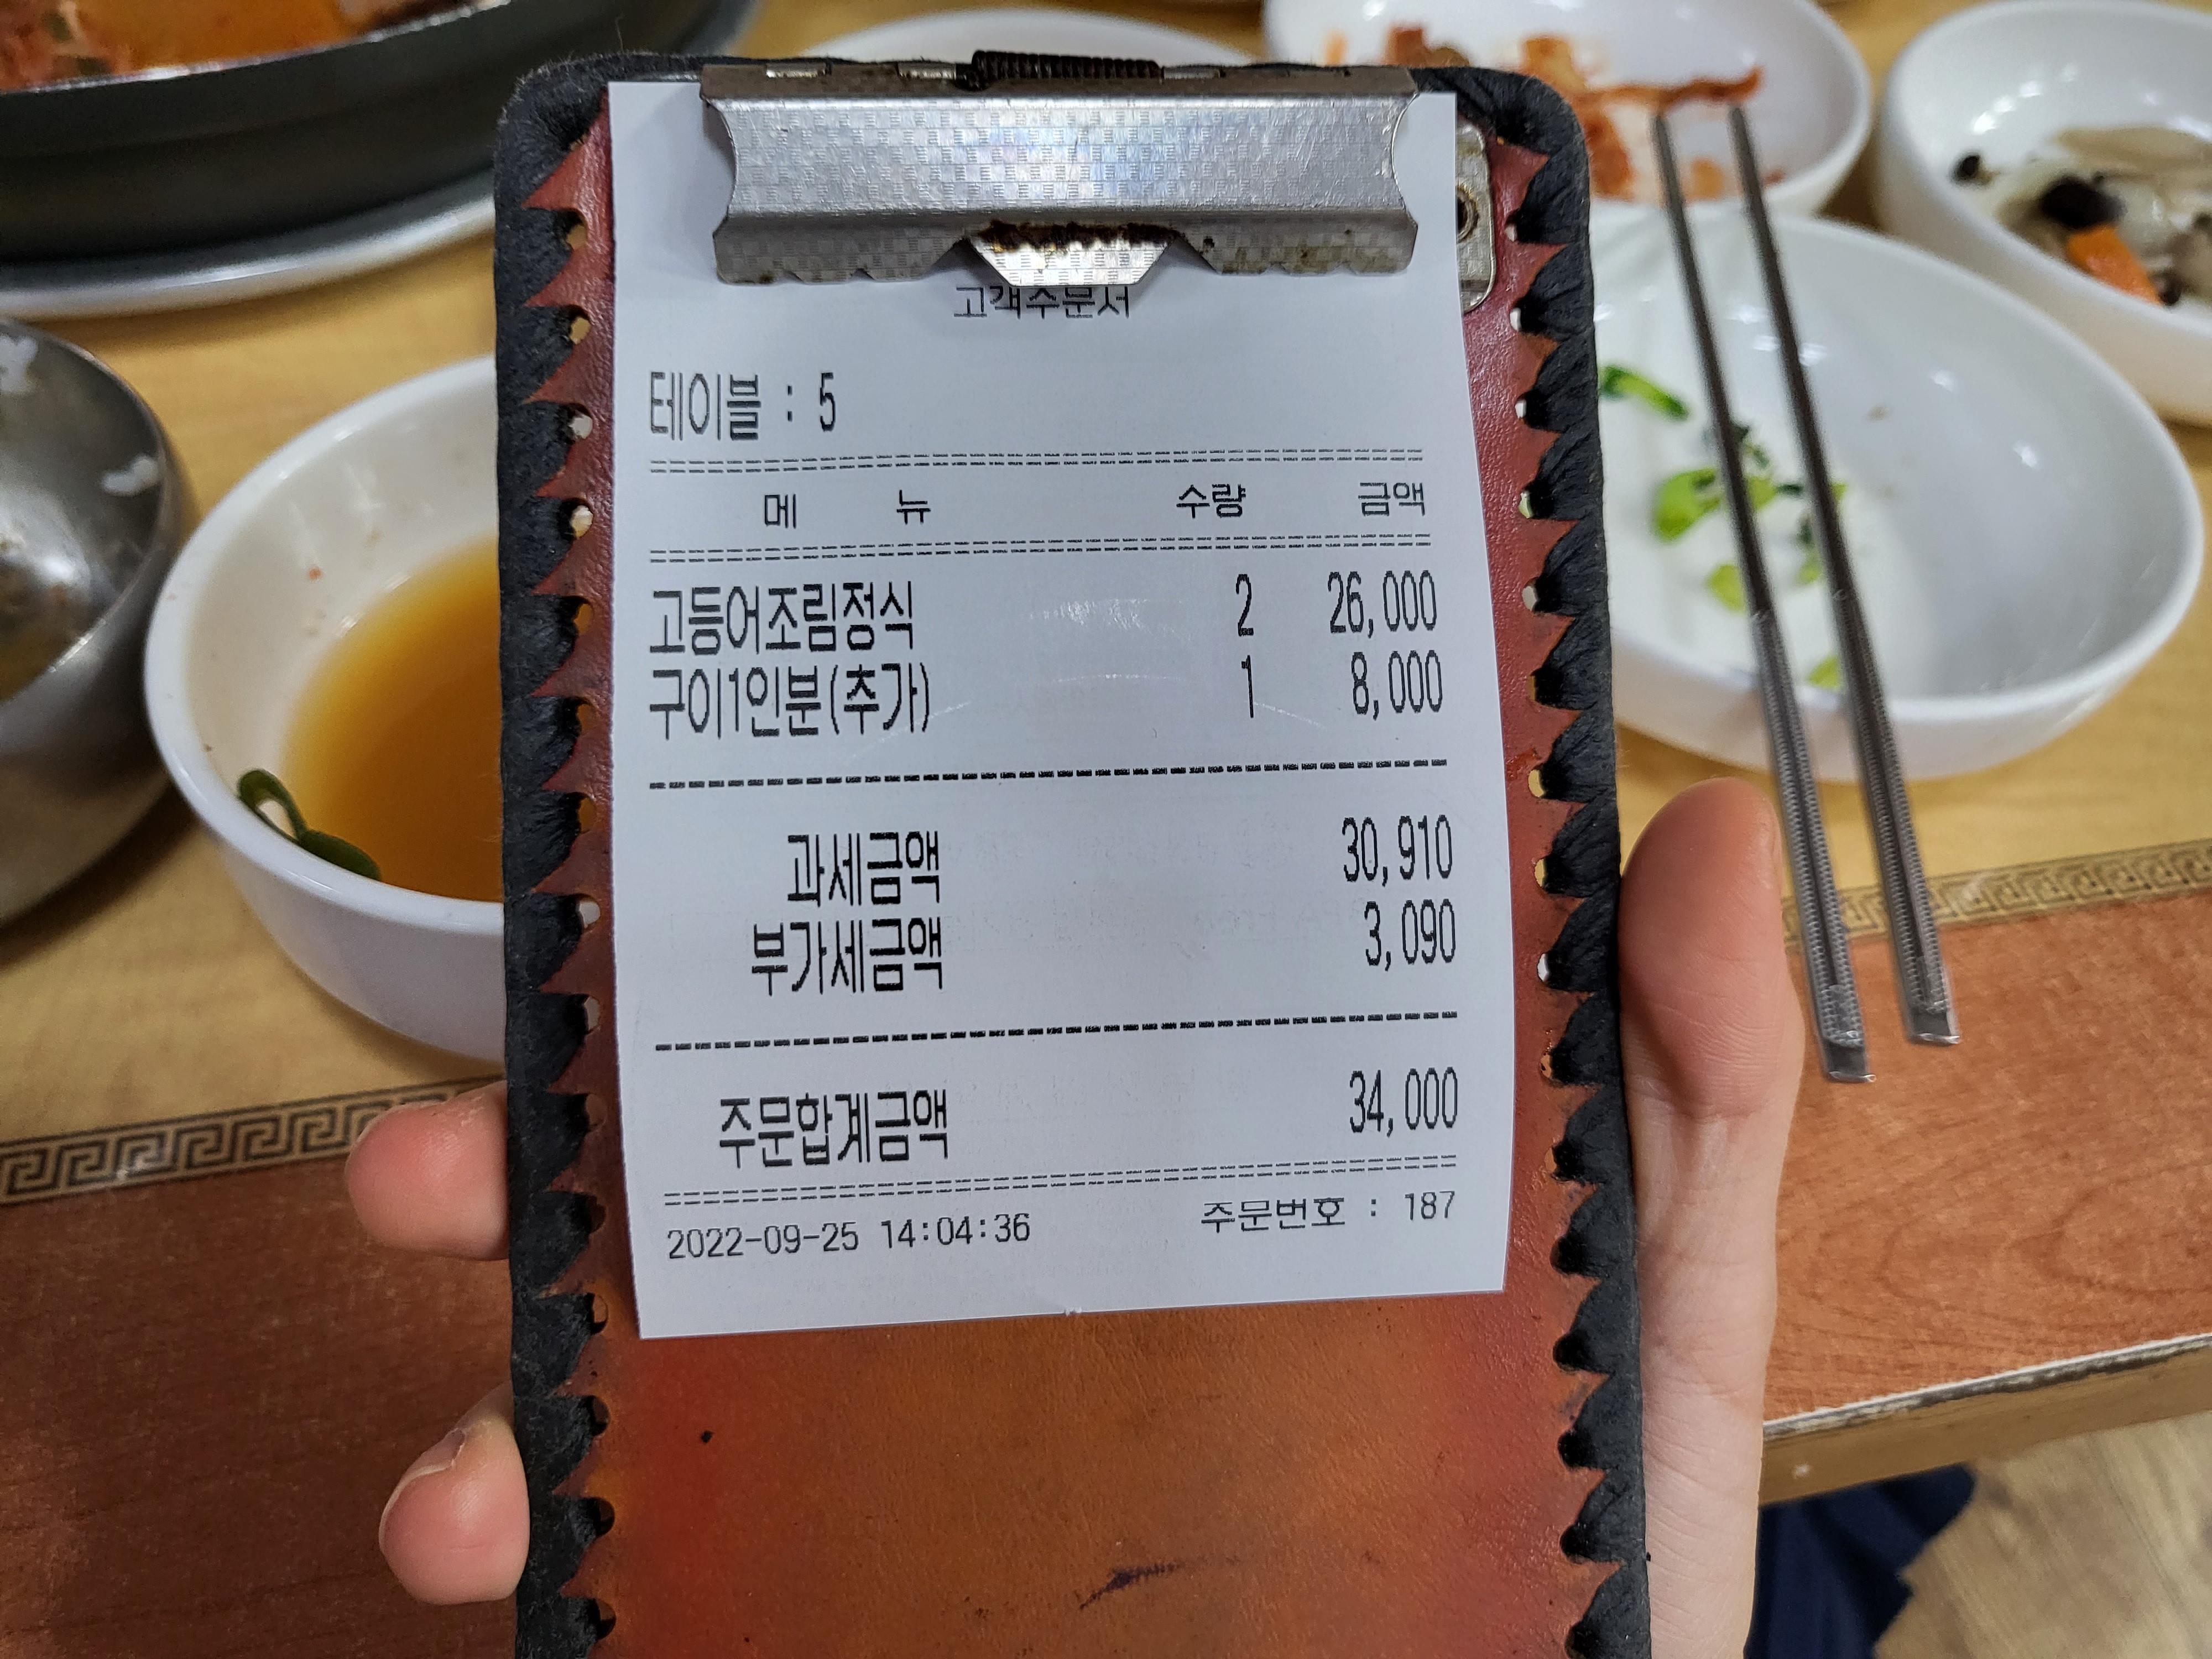 고객주문서
테이블 : 5
메 뉴 수량 금액
고등어조림정식 2 26,000
구이1인분(추가) 1 8,000
과세금액 30,910
부가세금액 3,090
주문합계금액 34,000
2022-09-25 14:04:36 주문번호 : 187